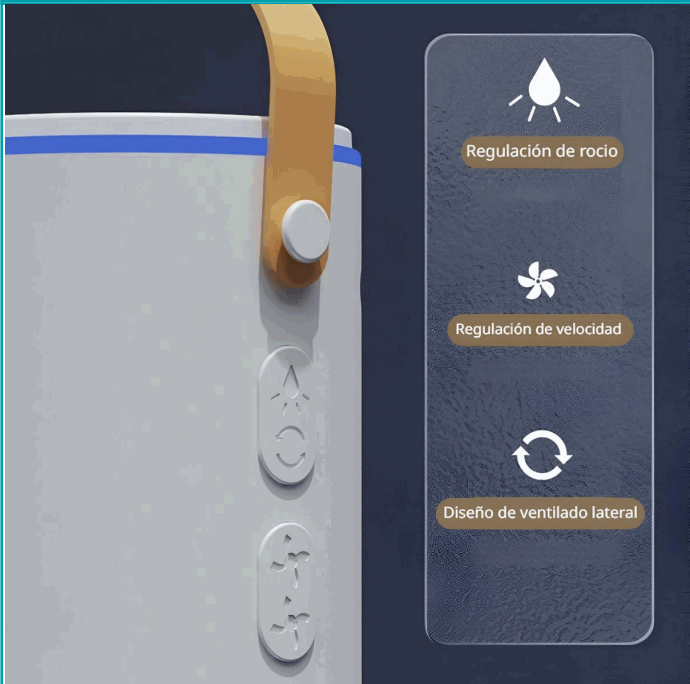 Regulación de rocio
Regulación de velocidad
Diseño de ventilado lateral